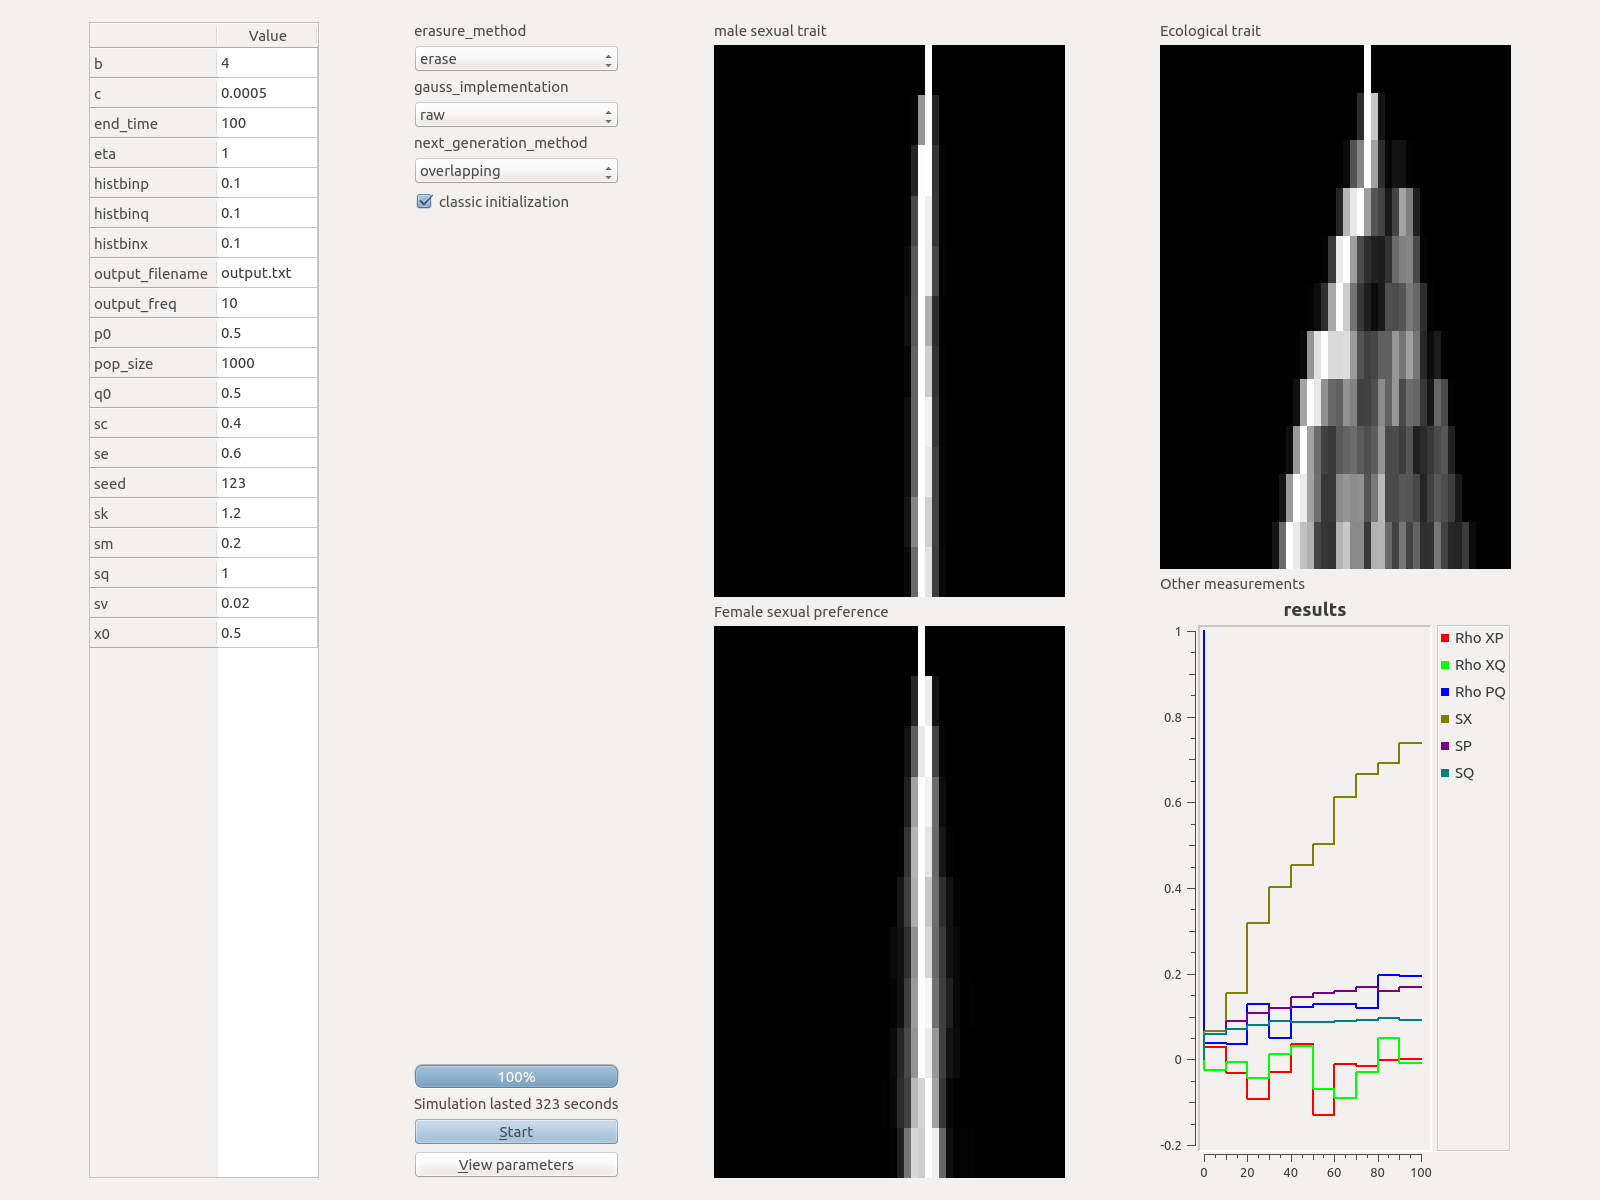 Value
b 4
c 0.0005
end_time 100
eta 1
histbinp 0.1
histbinq 0.1
histbinx 0.1
output_filename output.txt
output_freq 10
p0 0.5
pop_size 1000
q0 0.5
sc 0.4
se 0.6
seed 123
sk 1.2
sm 0.2
sq 1
sv 0.02
x0 0.5
erasure_method
erase
gauss_implementation
raw
next_generation_method
overlapping
classic initialization
100%
Simulation lasted 323 seconds
Start
View parameters
male sexual trait
Female sexual preference
Ecological trait
Other measurements
results
1
0.8
0.6
0.4
0.2
0
-0.2
0 20 40 60 80 100
Rho XP
Rho XQ
Rho PQ
SX
SP
SQ